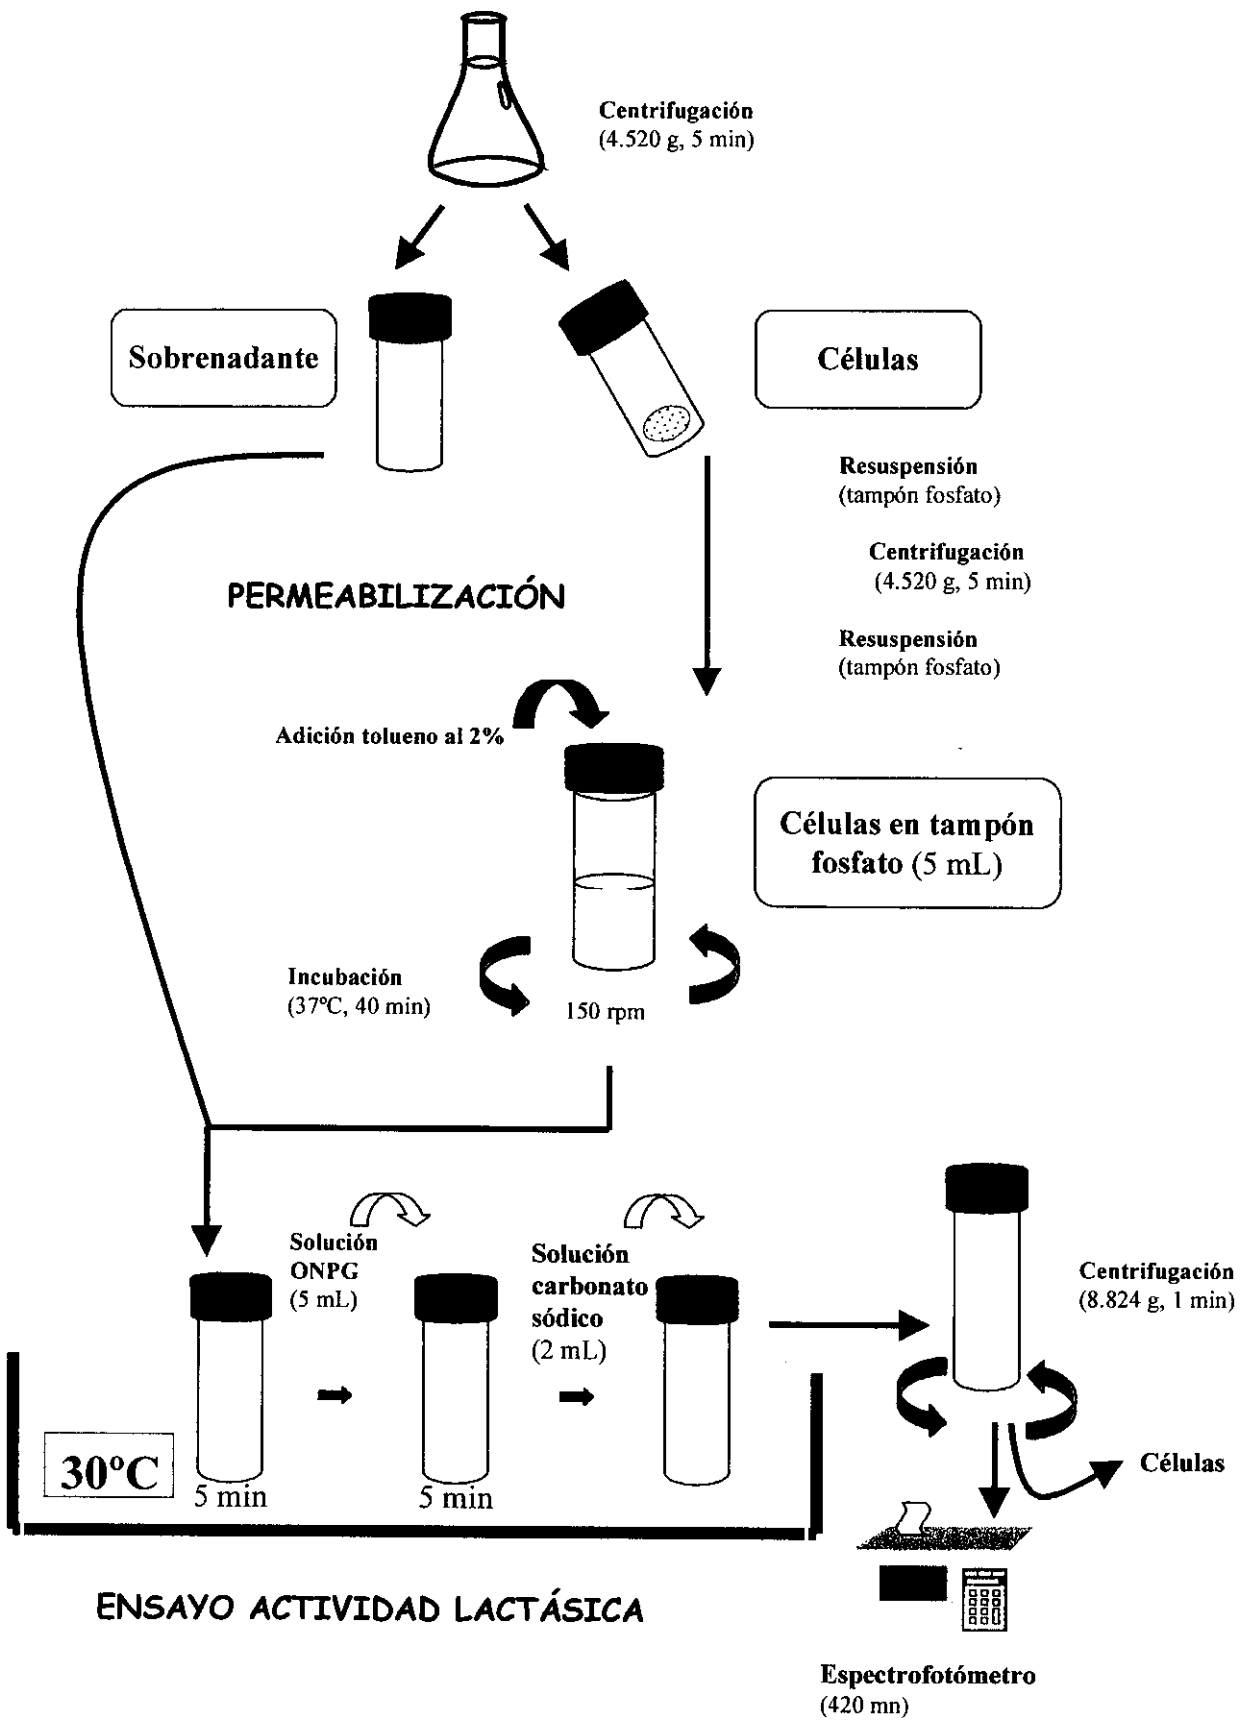 Centrifugación
(4.520 g, 5 min)
Sobrenadante
Células
Resuspensión
(tampón fosfato)
Centrifugación
(4.520 g, 5 min)
Resuspensión
(tampón fosfato)
PERMEABILIZACIÓN
Adición tolueno al 2%
Células en tampón
fosfato (5 mL)
Incubación
(37ºC, 40 min)
150 rpm
Solución
ONPG
(5 mL)
Solución
carbonato
sódico
(2 mL)
Centrifugación
(8.824 g, 1 min)
30ºC
5 min
5 min
Células
ENSAYO ACTIVIDAD LACTÁSICA
Espectrofotómetro
(420 mn)